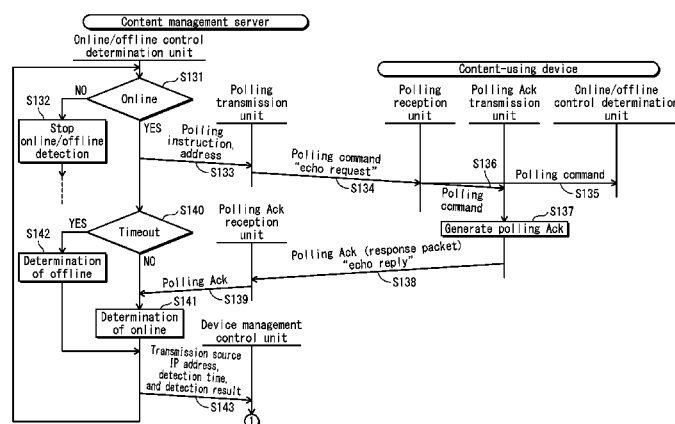 Content management server
Online/offline control
determination unit
S131
Online
NO
YES
S132
Stop
online/offline
detection
Polling
transmission
unit
Polling
instruction,
address
S133
Content-using device
Polling
reception
unit
Polling Ack
transmission
unit
Online/offline
control determination
unit
Polling command
"echo request"
S134
S136
Polling
command
Polling command
S135
S137
Generate polling Ack
S140
Timeout
YES
NO
S142
Determination
of offline
Polling Ack
reception
unit
Polling Ack (response packet)
"echo reply"
S138
Polling Ack
S139
S141
Determination
of online
Device management
control unit
Transmission source
IP address,
detection time,
and detection result
S143
1